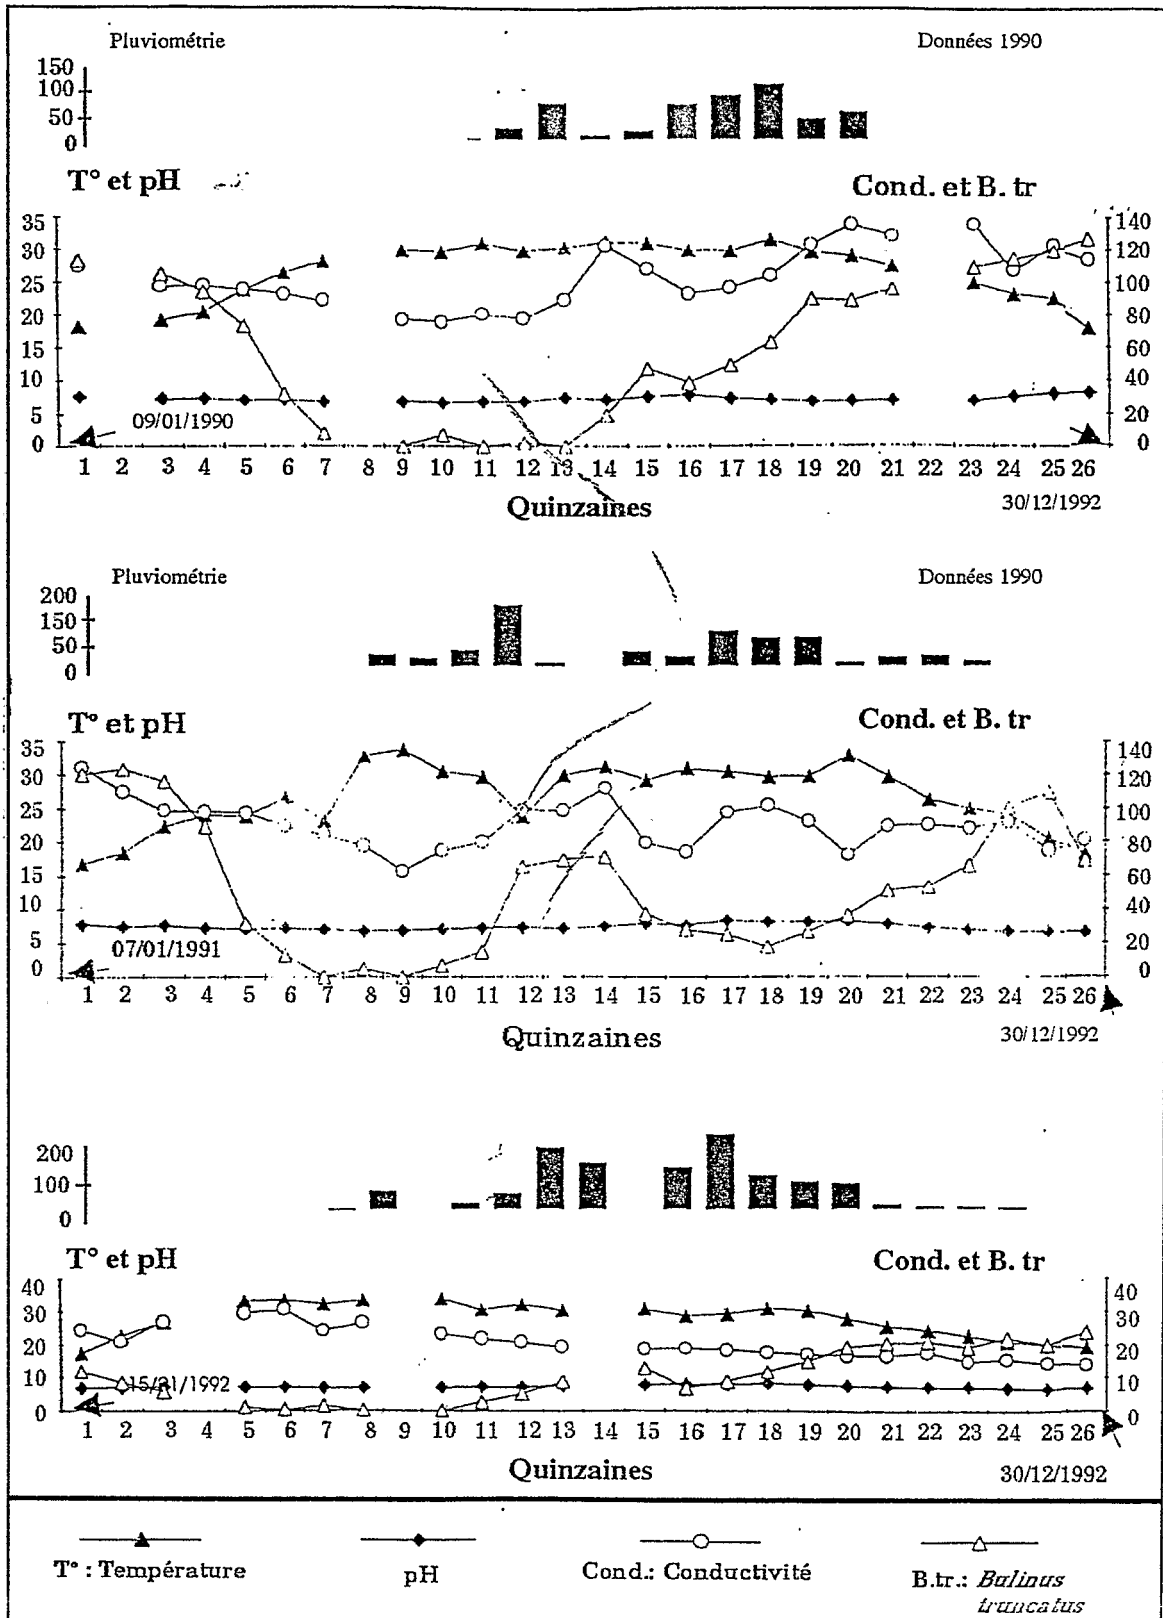 Pluviométrie Données 1990
150
100
50
0
T° et pH Cond. et B. tr
35 140
30 120
25 100
20 80
15 60
10 40
5 20
0 0
09/01/1990
1 2 3 4 5 6 7 8 9 10 11 12 13 14 15 16 17 18 19 20 21 22 23 24 25 26
Quinzaines 30/12/1992
Pluviométrie Données 1990
200
150
50
0
T° et pH Cond. et B. tr
35 140
30 120
25 100
20 80
15 60
10 40
5 20
0 0
07/01/1991
1 2 3 4 5 6 7 8 9 10 11 12 13 14 15 16 17 18 19 20 21 22 23 24 25 26
Quinzaines 30/12/1992
200
100
0
T° et pH Cond. et B. tr
40 40
30 30
20 20
10 10
0 0
1 2 3 4 5 6 7 8 9 10 11 12 13 14 15 16 17 18 19 20 21 22 23 24 25 26
Quinzaines 30/12/1992
T° : Température pH Cond.: Conductivité B.tr.: Bulinus
truncatus